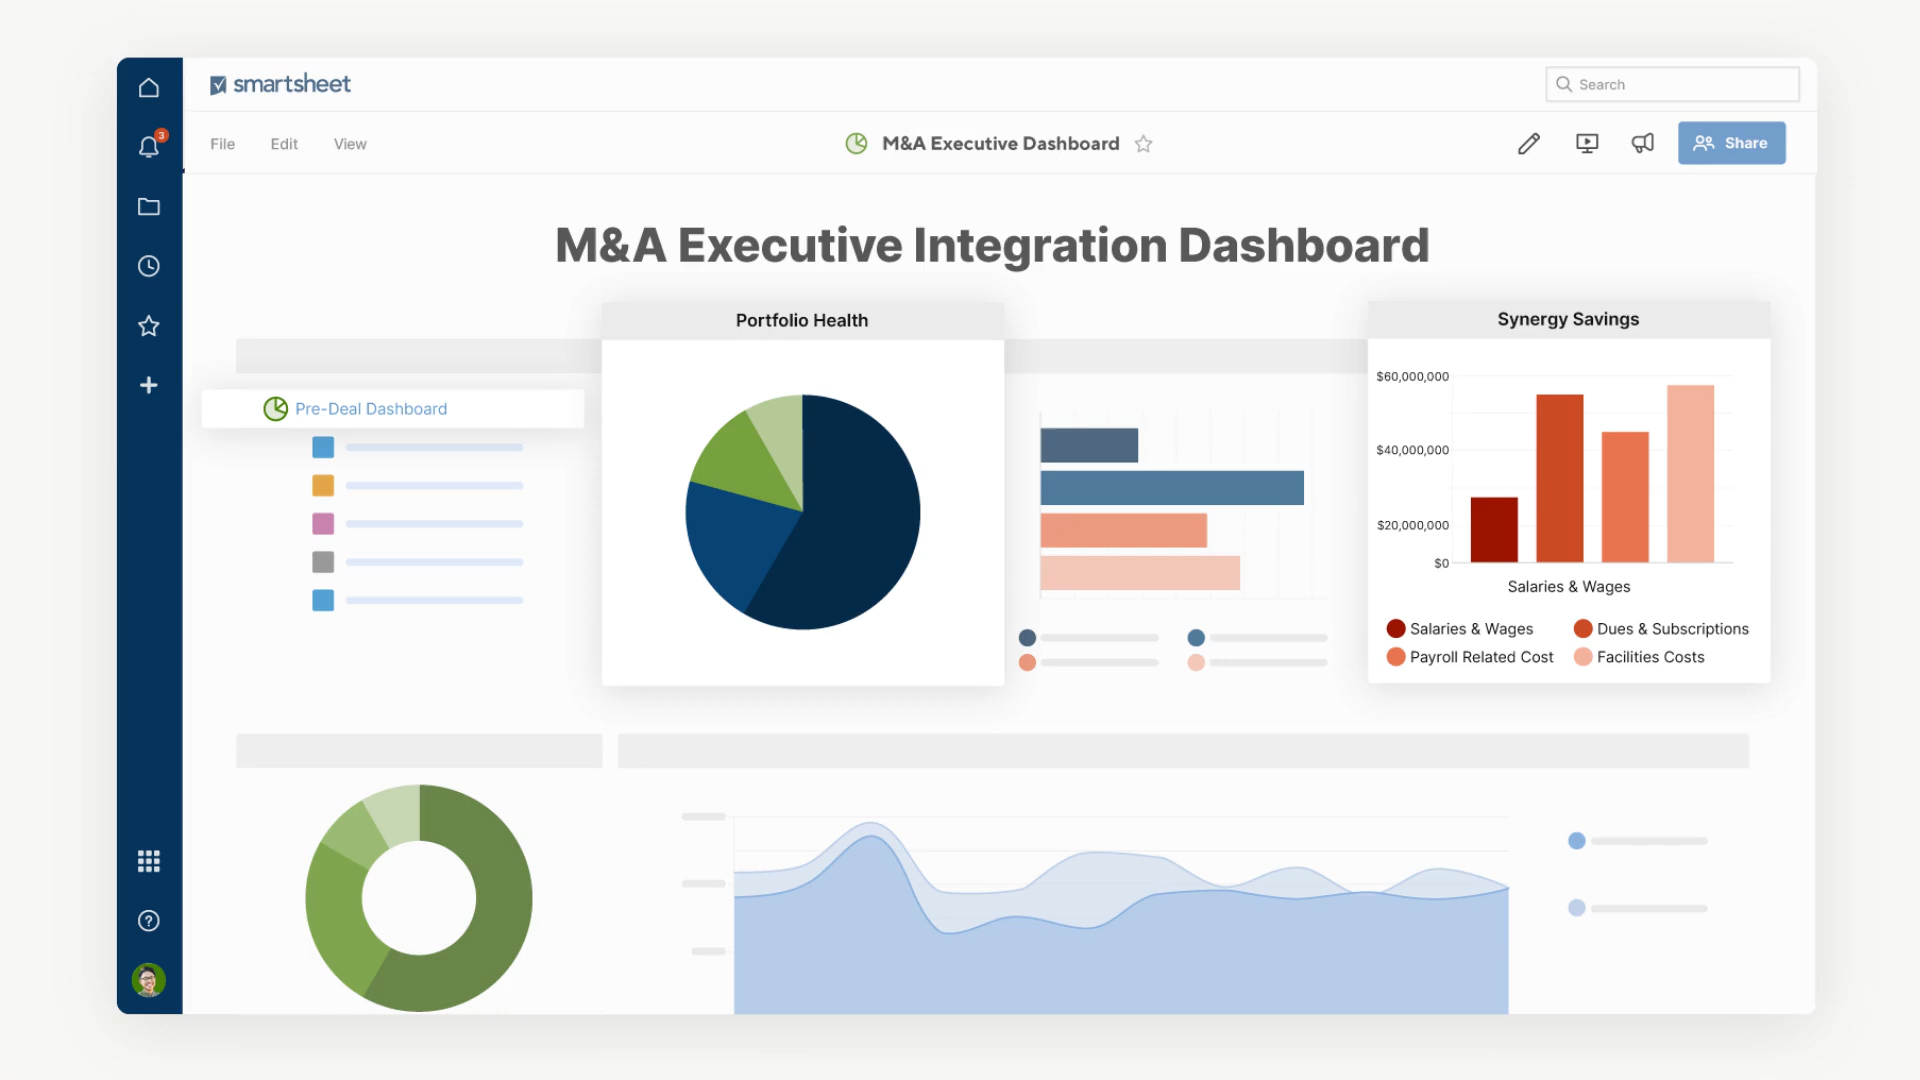 smartsheet
Search
3
File Edit View
M&A Executive Dashboard
Share
M&A Executive Integration Dashboard
Pre-Deal Dashboard
Portfolio Health
Synergy Savings
$60,000,000
$40,000,000
$20,000,000
$0
Salaries & Wages
Salaries & Wages Dues & Subscriptions
Payroll Related Cost Facilities Costs
?